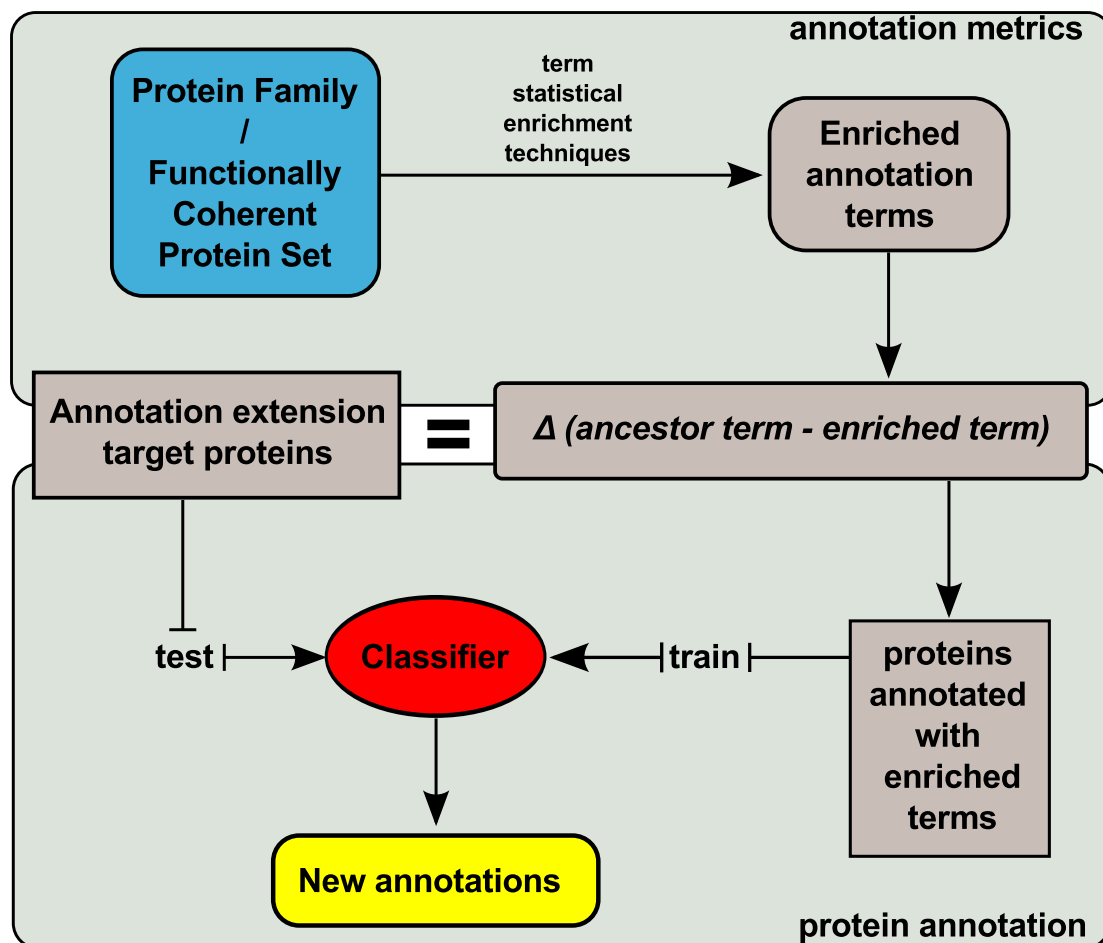 annotation metrics
Protein Family
/
Functionally
Coherent
Protein Set
term
statistical
enrichment
techniques
Enriched
annotation
terms
Annotation extension
target proteins
=
Δ (ancestor term - enriched term)
test
Classifier
train
proteins
annotated
with
enriched
terms
New annotations
protein annotation